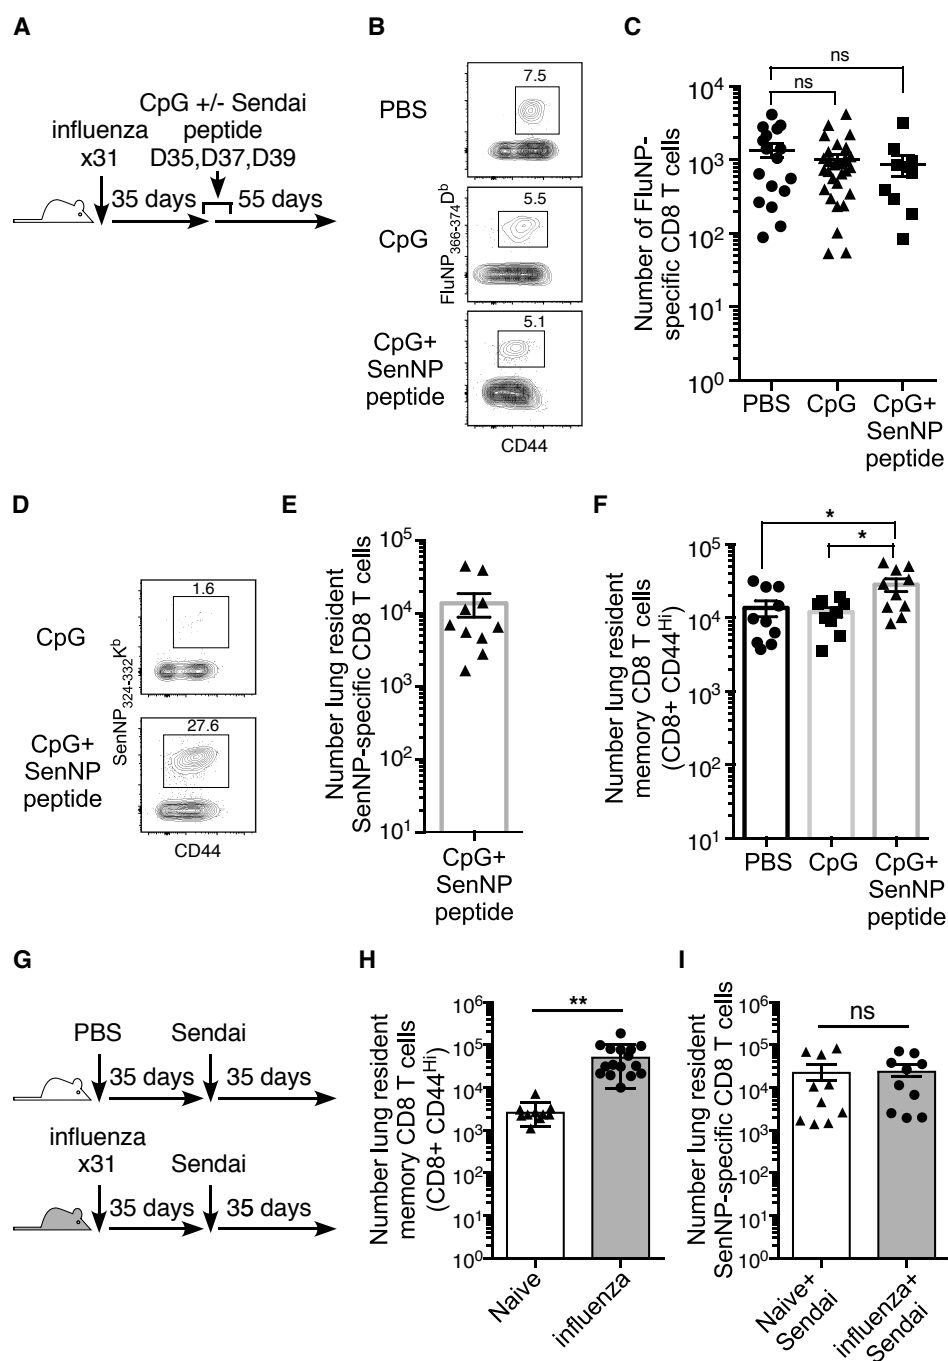 A
CpG +/- Sendai
influenza peptide
x31 D35,D37,D39
35 days 55 days
B
PBS
7.5
CpG
5.5
CpG+
SenNP
peptide
5.1
FluNP366-374Db
CD44
C
ns
ns
Number of FluNP-
specific CD8 T cells
10^4
10^3
10^2
10^1
10^0
PBS CpG CpG+
SenNP
peptide
D
CpG
1.6
CpG+
SenNP
peptide
27.6
SenNP324-332Kb
CD44
E
Number lung resident
SenNP-specific CD8 T cells
10^5
10^4
10^3
10^2
10^1
CpG+
SenNP
peptide
F
*
*
Number lung resident
memory CD8 T cells
(CD8+ CD44Hi)
10^5
10^4
10^3
10^2
10^1
PBS CpG CpG+
SenNP
peptide
G
PBS Sendai
35 days 35 days
influenza
x31 Sendai
35 days 35 days
H
**
Number lung resident
memory CD8 T cells
(CD8+ CD44Hi)
10^6
10^5
10^4
10^3
10^2
10^1
10^0
Naive
influenza
I
ns
Number lung resident
SenNP-specific CD8 T cells
10^6
10^5
10^4
10^3
10^2
10^1
10^0
Naive+
Sendai
influenza+
Sendai